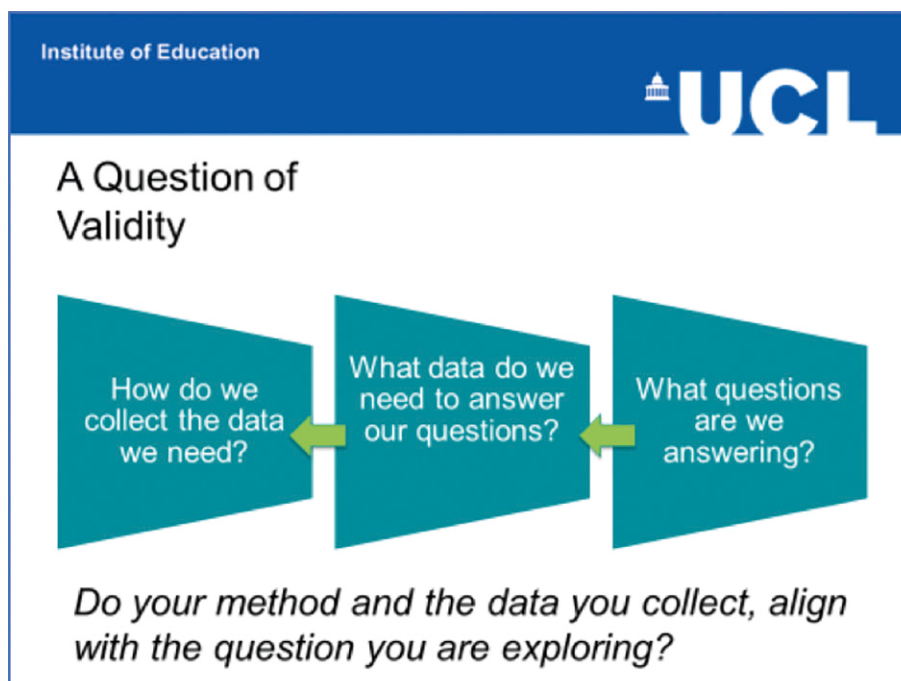 Institute of Education
UCL
A Question of
Validity
How do we
collect the data
we need?
What data do we
need to answer
our questions?
What questions
are we
answering?
Do your method and the data you collect, align
with the question you are exploring?